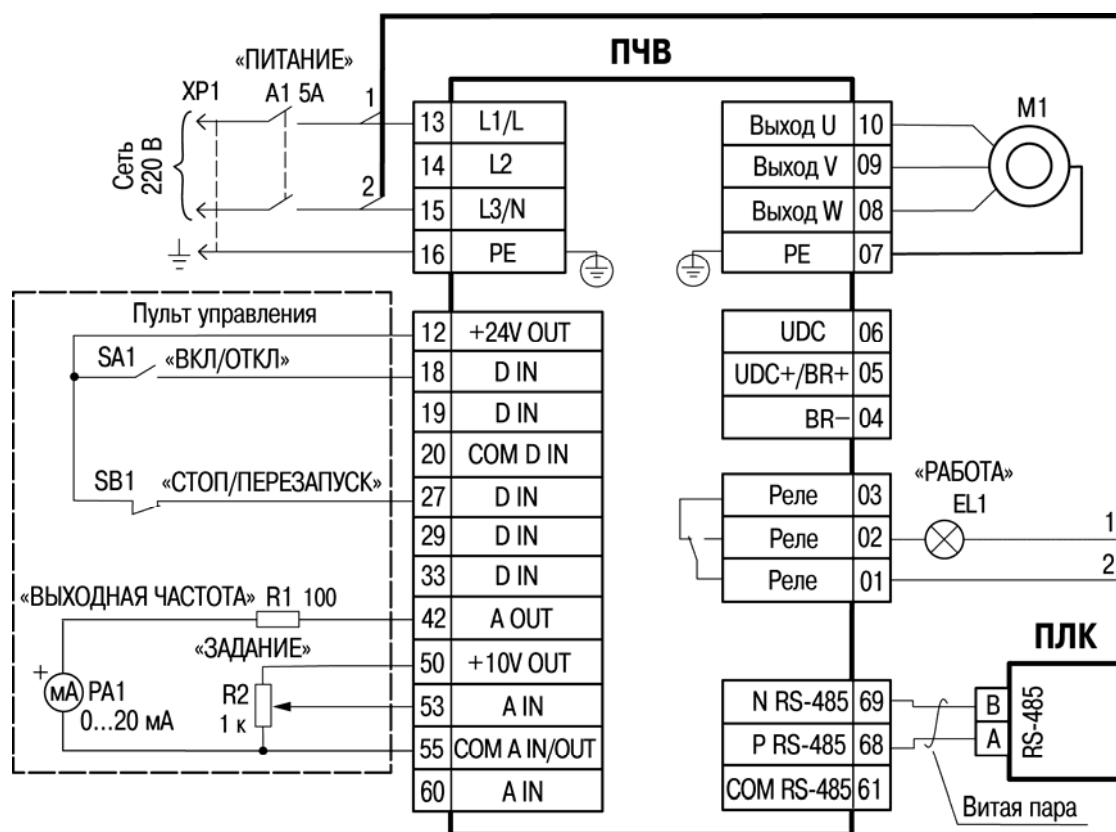 ПЧВ
«ПИТАНИЕ»
XP1 A1 5A 1
Сеть 220 В
2
13 L1/L
14 L2
15 L3/N
16 PE
Выход U 10
Выход V 09
Выход W 08
PE 07
M1
Пульт управления
SA1 «ВКЛ/ОТКЛ»
SB1 «СТОП/ПЕРЕЗАПУСК»
«ВЫХОДНАЯ ЧАСТОТА» R1 100
«ЗАДАНИЕ»
+
мА PA1
0...20 мА
R2
1 к
12 +24V OUT
18 D IN
19 D IN
20 COM D IN
27 D IN
29 D IN
33 D IN
42 A OUT
50 +10V OUT
53 A IN
55 COM A IN/OUT
60 A IN
UDC 06
UDC+/BR+ 05
BR− 04
Реле 03
Реле 02
Реле 01
«РАБОТА»
EL1
1
2
N RS-485 69
P RS-485 68
COM RS-485 61
ПЛК
B
A
RS-485
Витая пара